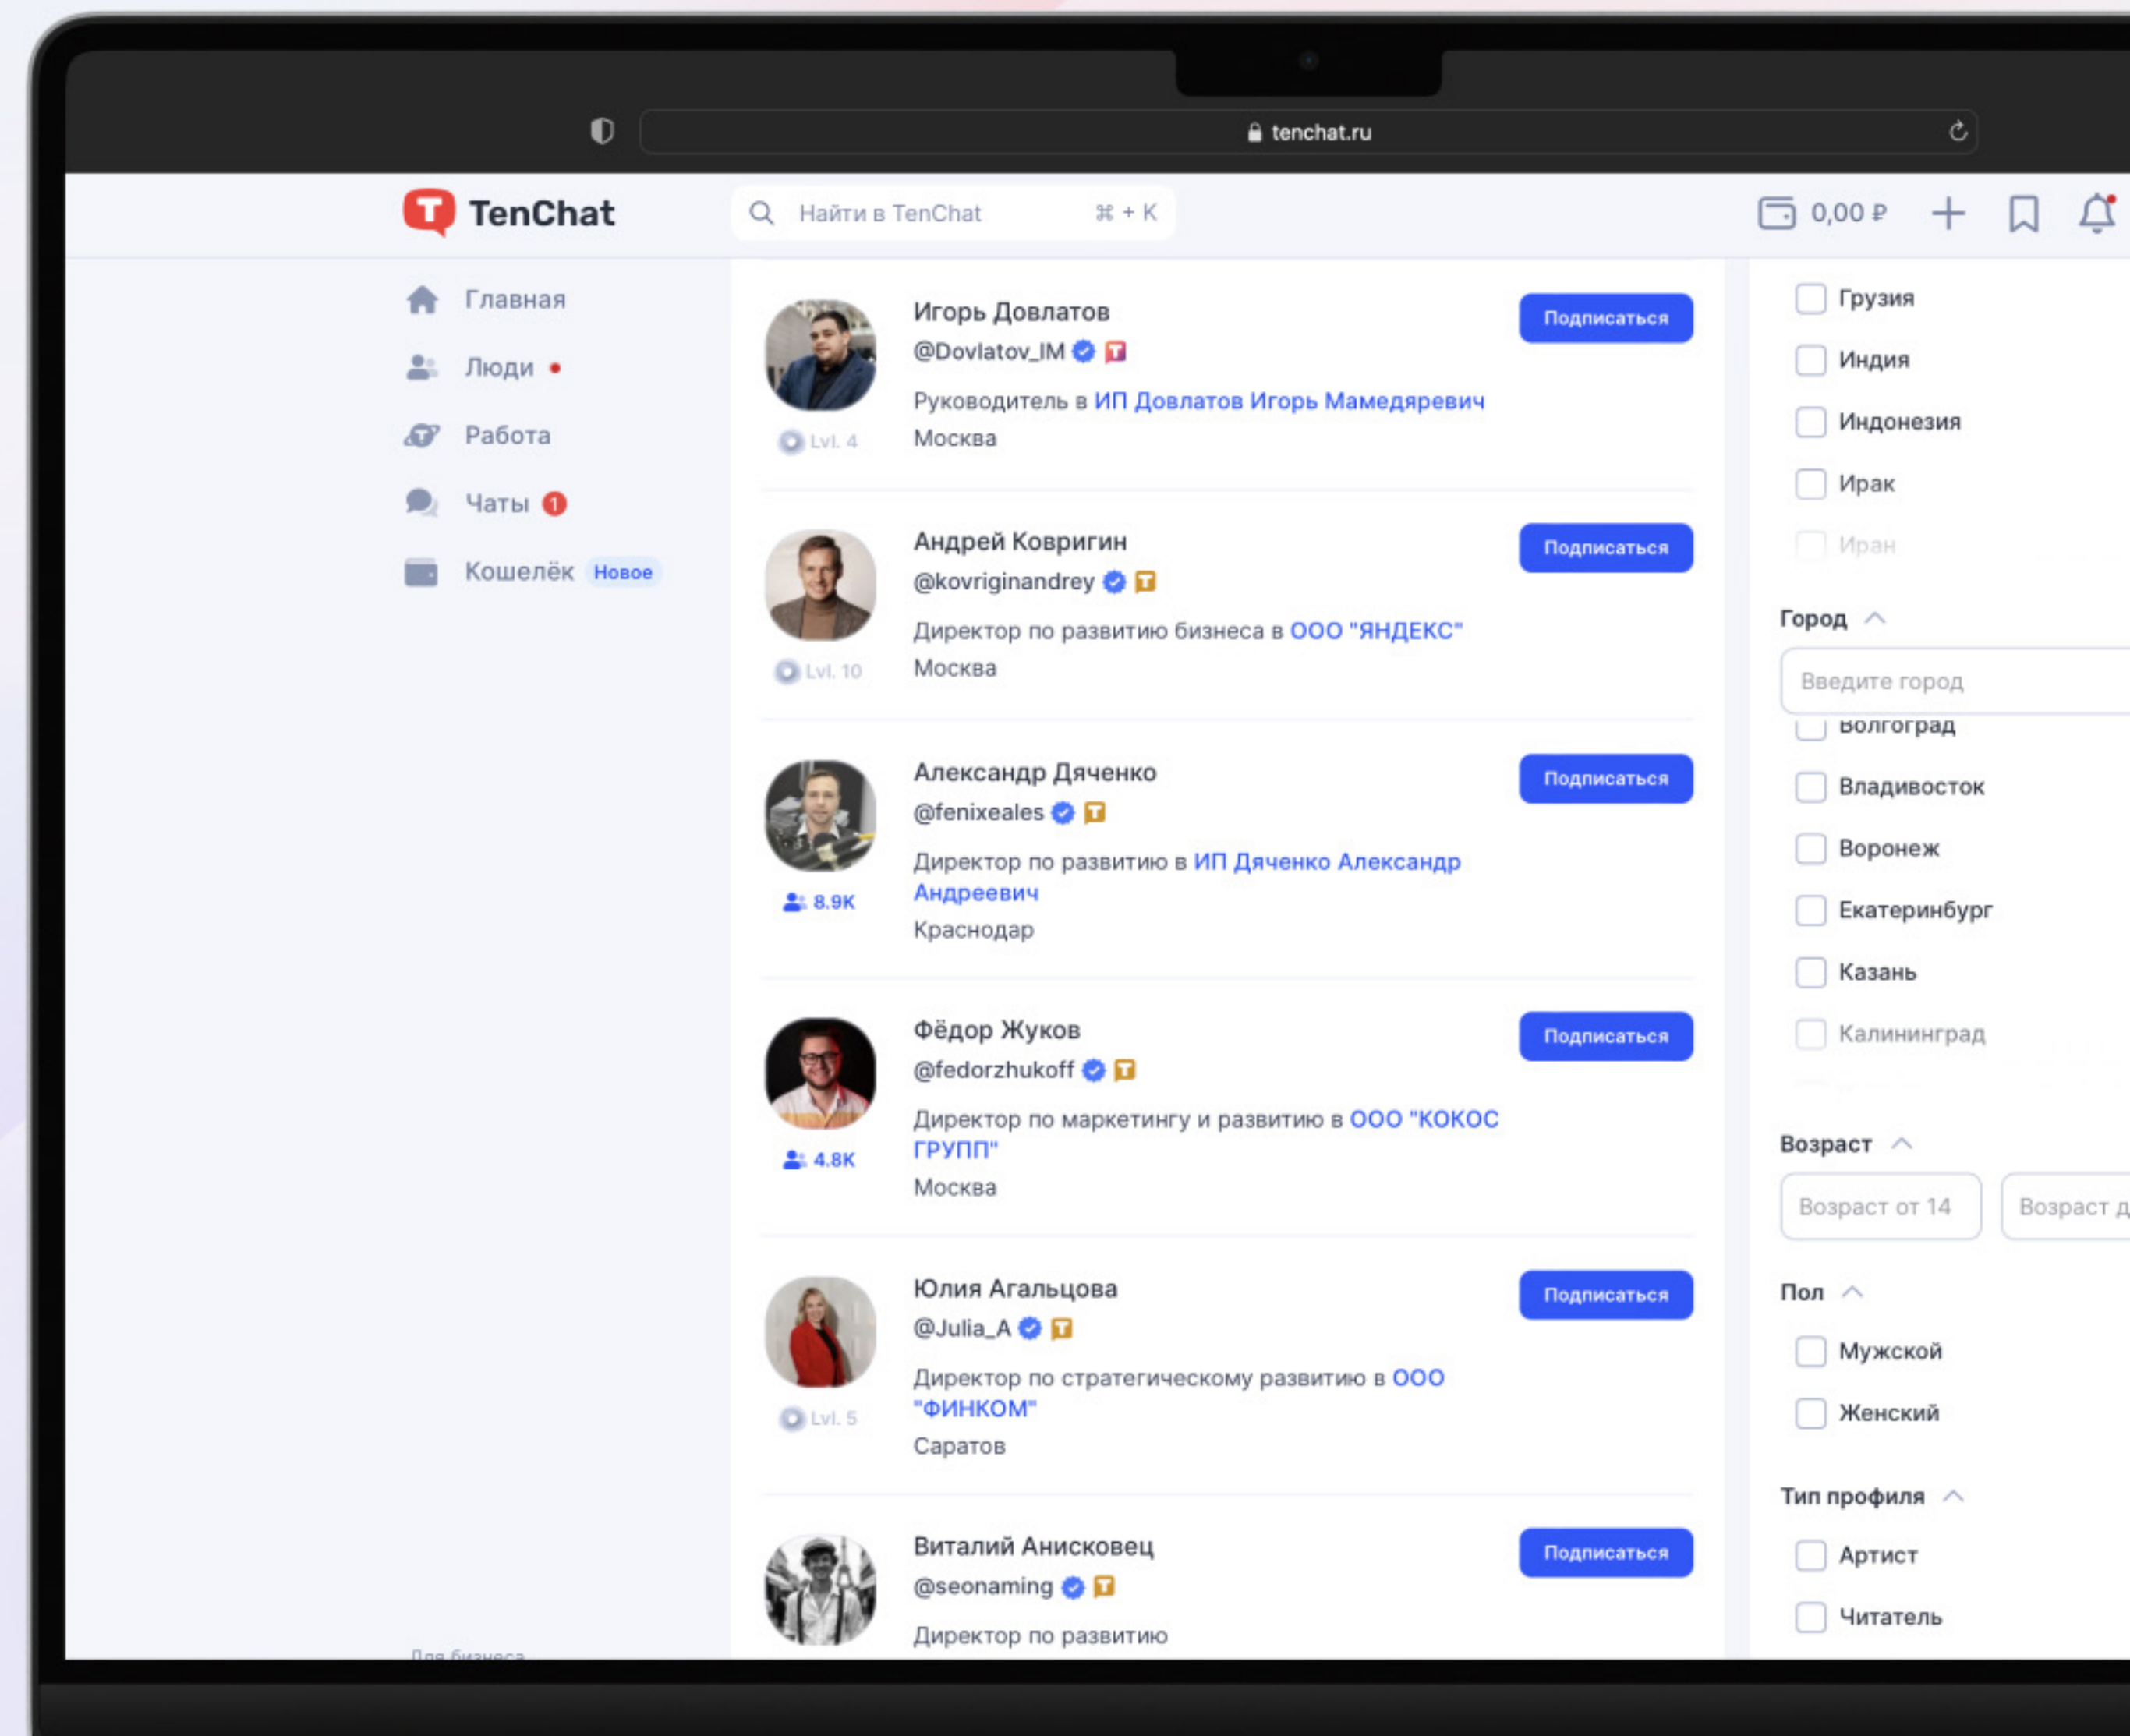 tenchat.ru
TenChat
Найти в TenChat
⌘ + K
0,00 ₽
Главная
Люди
Работа
Чаты 1
Кошелёк Новое
Для бизнеса
Игорь Довлатов
@Dovlatov_IM
Руководитель в ИП Довлатов Игорь Мамедяревич
Москва
Lvl. 4
Подписаться
Андрей Ковригин
@kovriginandrey
Директор по развитию бизнеса в ООО "ЯНДЕКС"
Москва
Lvl. 10
Подписаться
Александр Дяченко
@fenixeales
Директор по развитию в ИП Дяченко Александр
Андреевич
Краснодар
8.9K
Подписаться
Фёдор Жуков
@fedorzhukoff
Директор по маркетингу и развитию в ООО "КОКОС
ГРУПП"
Москва
4.8K
Подписаться
Юлия Агальцова
@Julia_A
Директор по стратегическому развитию в ООО
"ФИНКОМ"
Саратов
Lvl. 5
Подписаться
Виталий Анисковец
@seonaming
Директор по развитию
Подписаться
Грузия
Индия
Индонезия
Ирак
Иран
Город
Введите город
Волгоград
Владивосток
Воронеж
Екатеринбург
Казань
Калининград
Возраст
Возраст от 14
Возраст д
Пол
Мужской
Женский
Тип профиля
Артист
Читатель